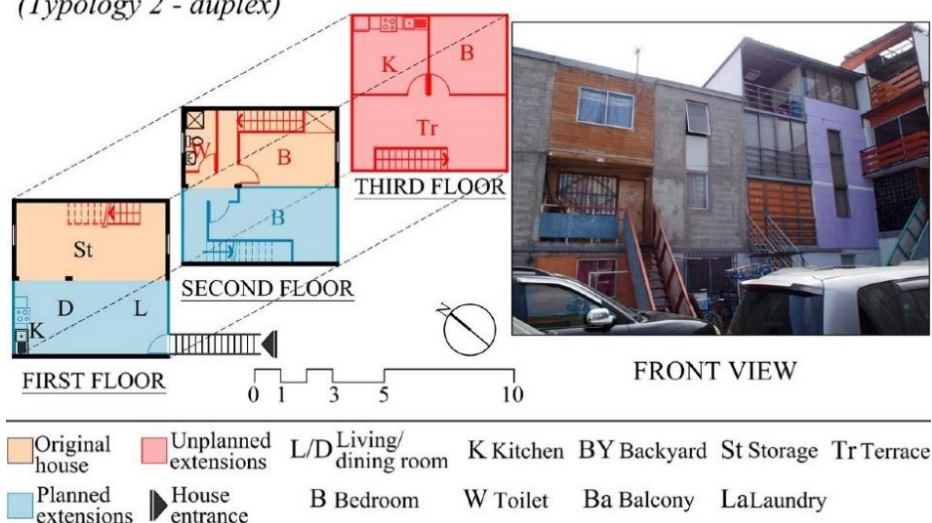 (Typology 2 - duplex)
K
B
Tr
THIRD FLOOR
W
B
B
SECOND FLOOR
St
D
L
K
FIRST FLOOR
N
0 1 3 5 10
FRONT VIEW
Original house
Unplanned extensions
L/D Living/ dining room
K Kitchen
BY Backyard
St Storage
Tr Terrace
Planned extensions
House entrance
B Bedroom
W Toilet
Ba Balcony
La Laundry